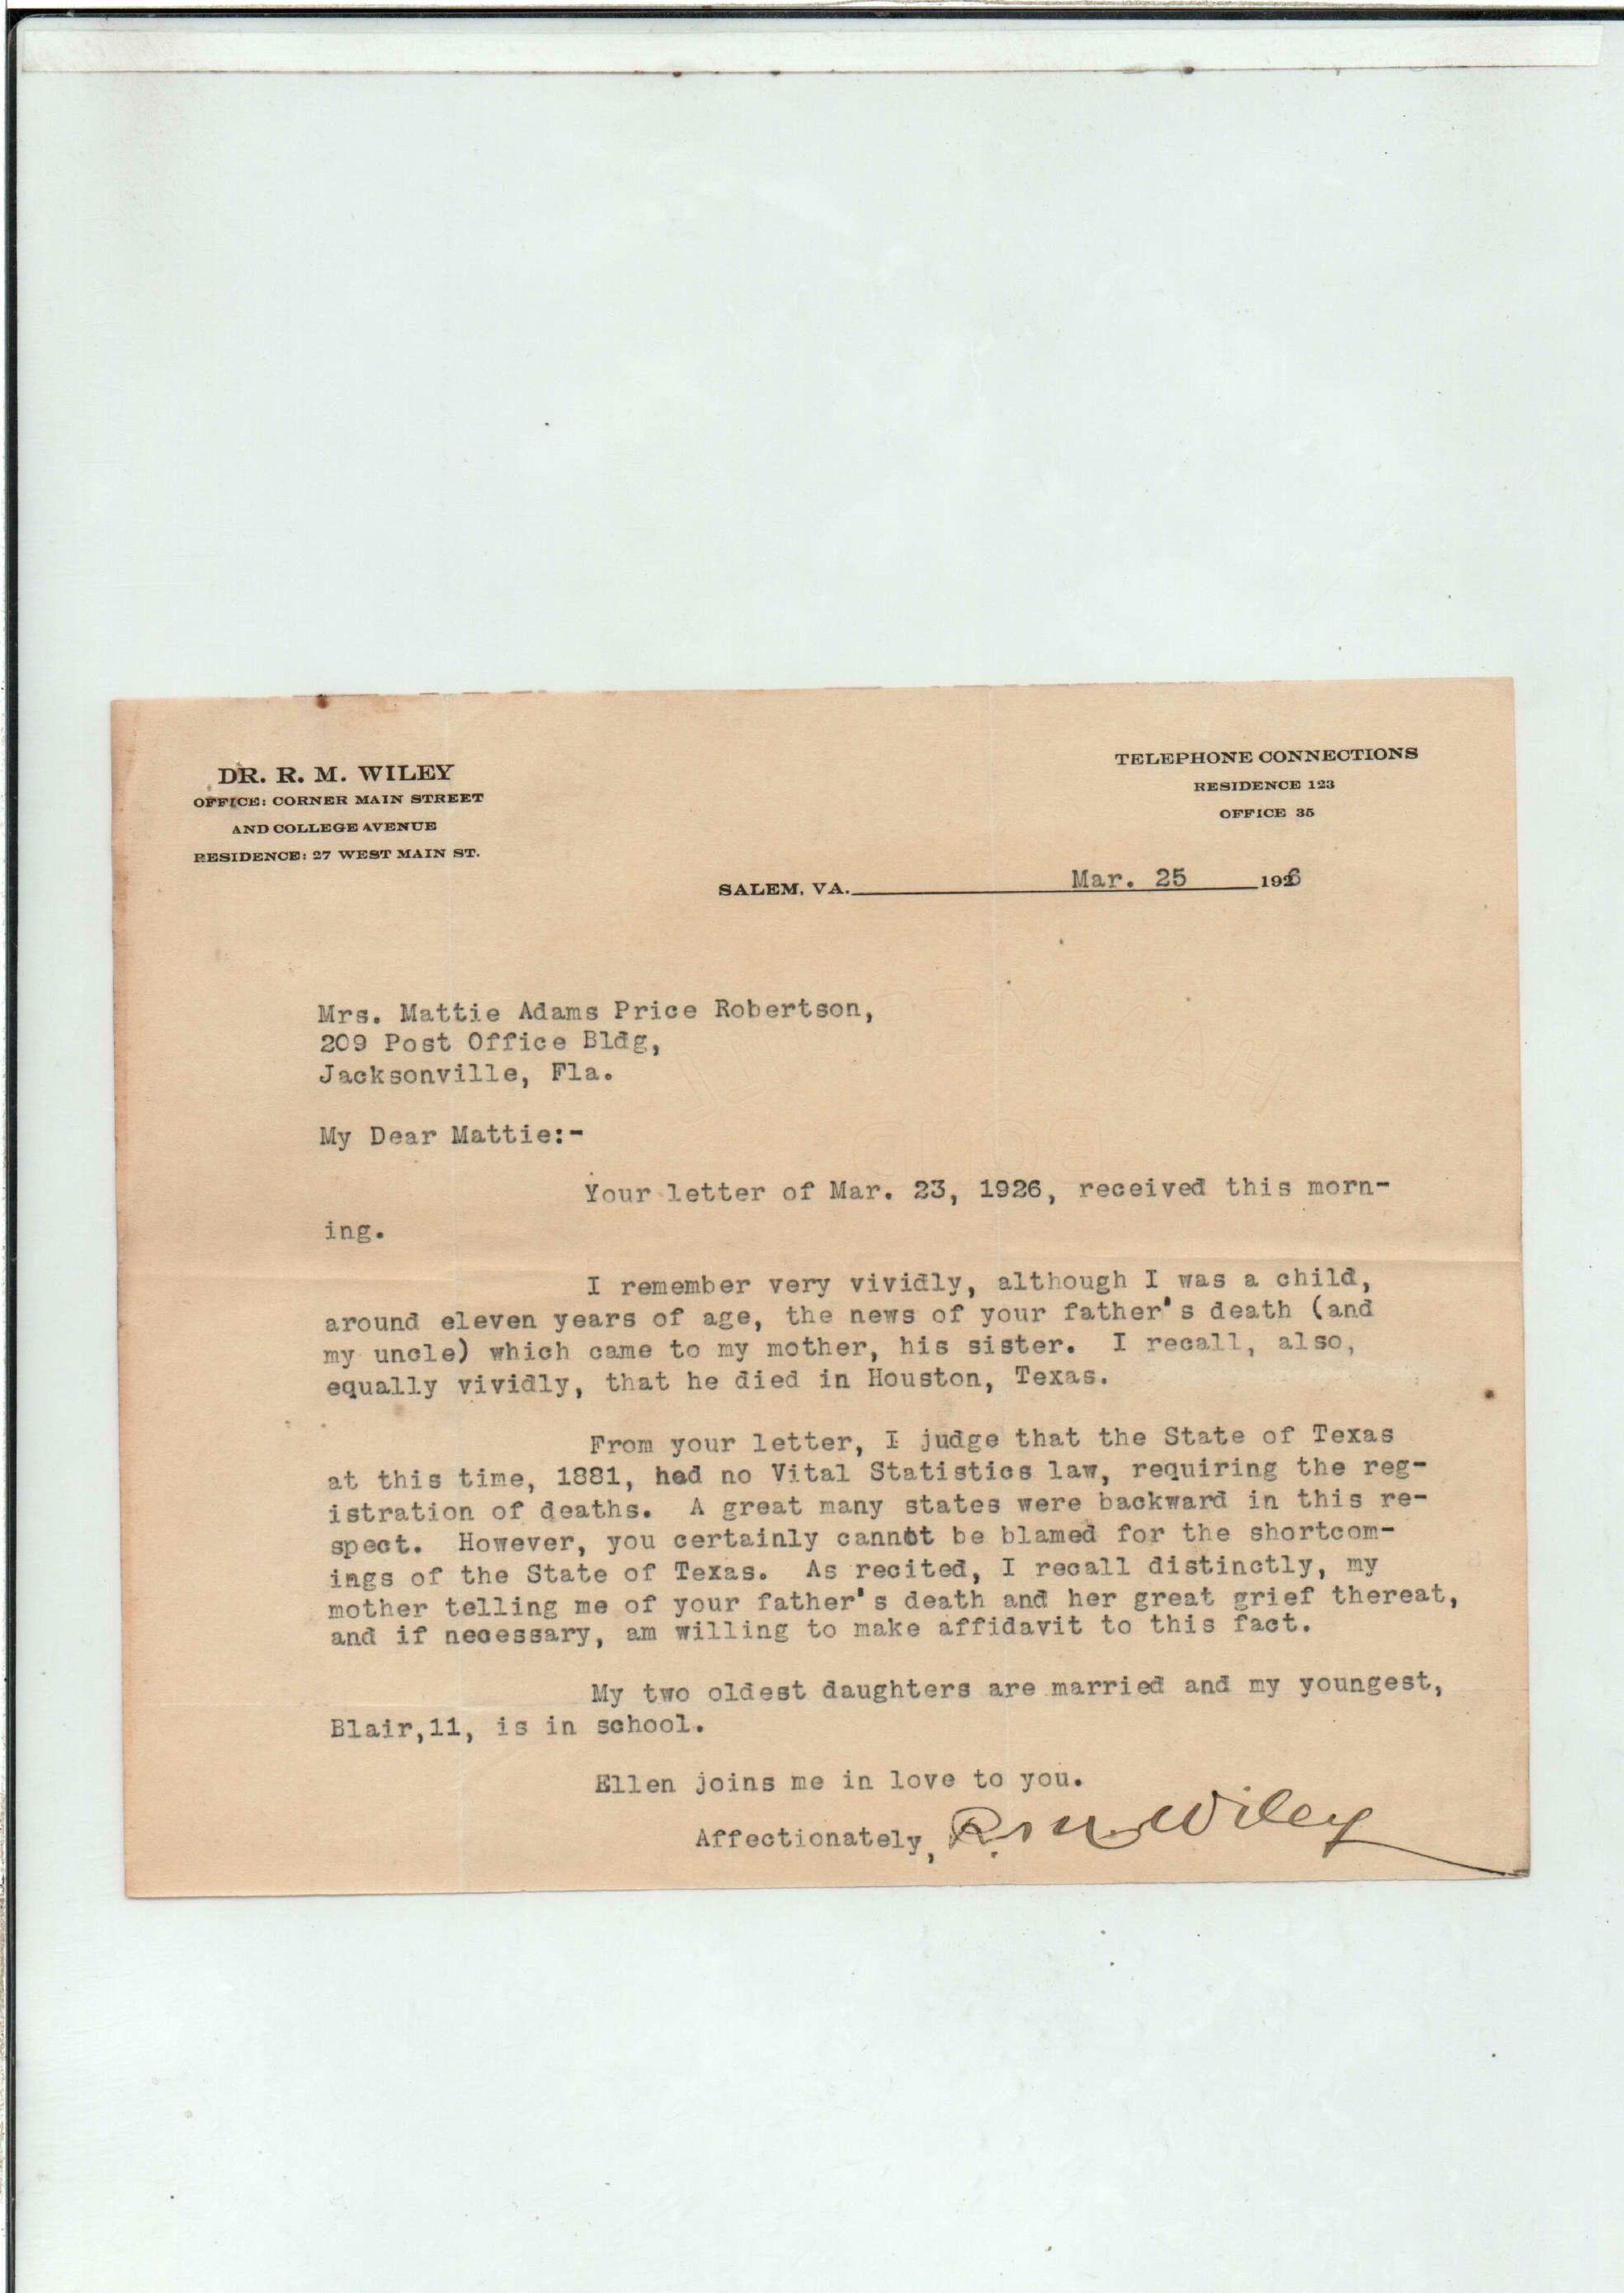 DR. R. M. WILEY
OFFICE: CORNER MAIN STREET
AND COLLEGE AVENUE
RESIDENCE: 27 WEST MAIN ST.
TELEPHONE CONNECTIONS
RESIDENCE 123
OFFICE 35
SALEM, VA. Mar. 25 1926
Mrs. Mattie Adams Price Robertson,
209 Post Office Bldg,
Jacksonville, Fla.
My Dear Mattie:-
Your letter of Mar. 23, 1926, received this morn-
ing.
I remember very vividly, although I was a child,
around eleven years of age, the news of your father's death (and
my uncle) which came to my mother, his sister. I recall, also,
equally vividly, that he died in Houston, Texas.
From your letter, I judge that the State of Texas
at this time, 1881, had no Vital Statistics law, requiring the reg-
istration of deaths. A great many states were backward in this re-
spect. However, you certainly cannot be blamed for the shortcom-
ings of the State of Texas. As recited, I recall distinctly, my
mother telling me of your father's death and her great grief thereat,
and if necessary, am willing to make affidavit to this fact.
My two oldest daughters are married and my youngest,
Blair,11, is in school.
Ellen joins me in love to you.
Affectionately, R. M. Wiley